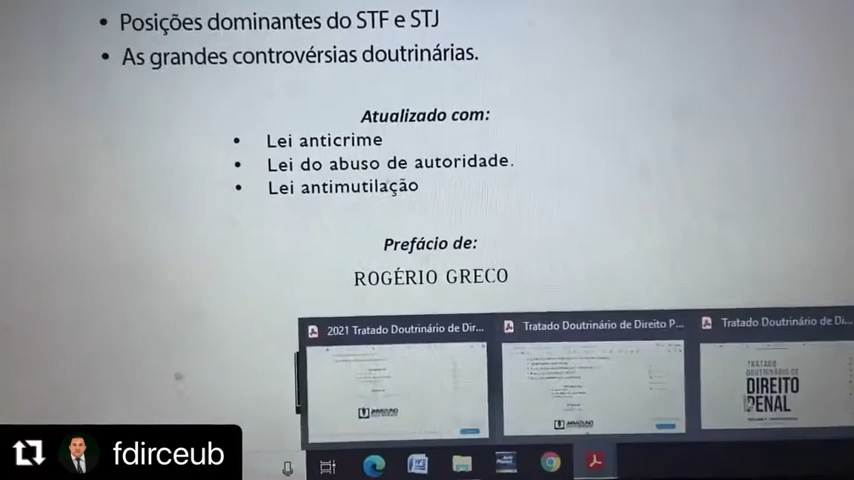 • Posições dominantes do STF e STJ
• As grandes controvérsias doutrinárias.
Atualizado com:
• Lei anticrime
• Lei do abuso de autoridade.
• Lei antimutilação
Prefácio de:
ROGÉRIO GRECO
2021 Tratado Doutrinário de Dir...
Tratado Doutrinário de Direito P...
Tratado Doutrinário de Di...
TRATADO
DOUTRINÁRIO DE
DIREITO
PENAL
fdirceub